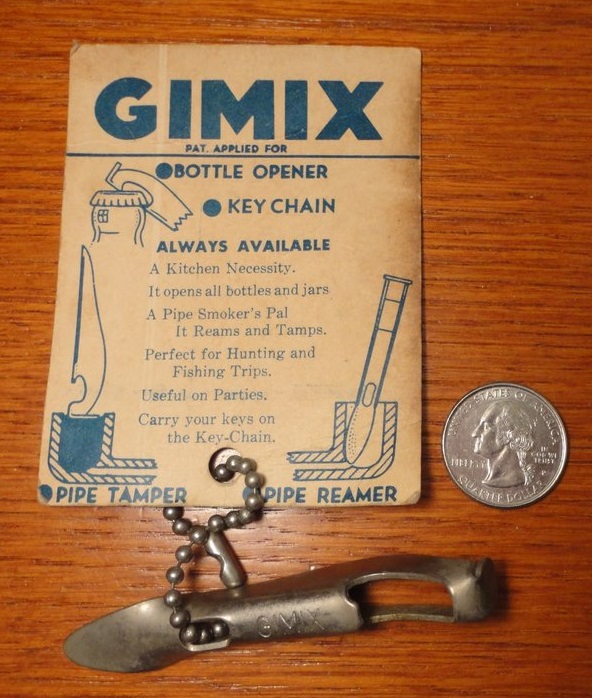 GIMIX
PAT. APPLIED FOR
BOTTLE OPENER
KEY CHAIN
ALWAYS AVAILABLE
A Kitchen Necessity.
It opens all bottles and jars
A Pipe Smoker's Pal
It Reams and Tamps.
Perfect for Hunting and
Fishing Trips.
Useful on Parties.
Carry your keys on
the Key-Chain.
PIPE TAMPER
PIPE REAMER
UNITED STATES OF AMERICA
LIBERTY
IN
GOD WE
TRUST
QUARTER DOLLAR
GIMIX